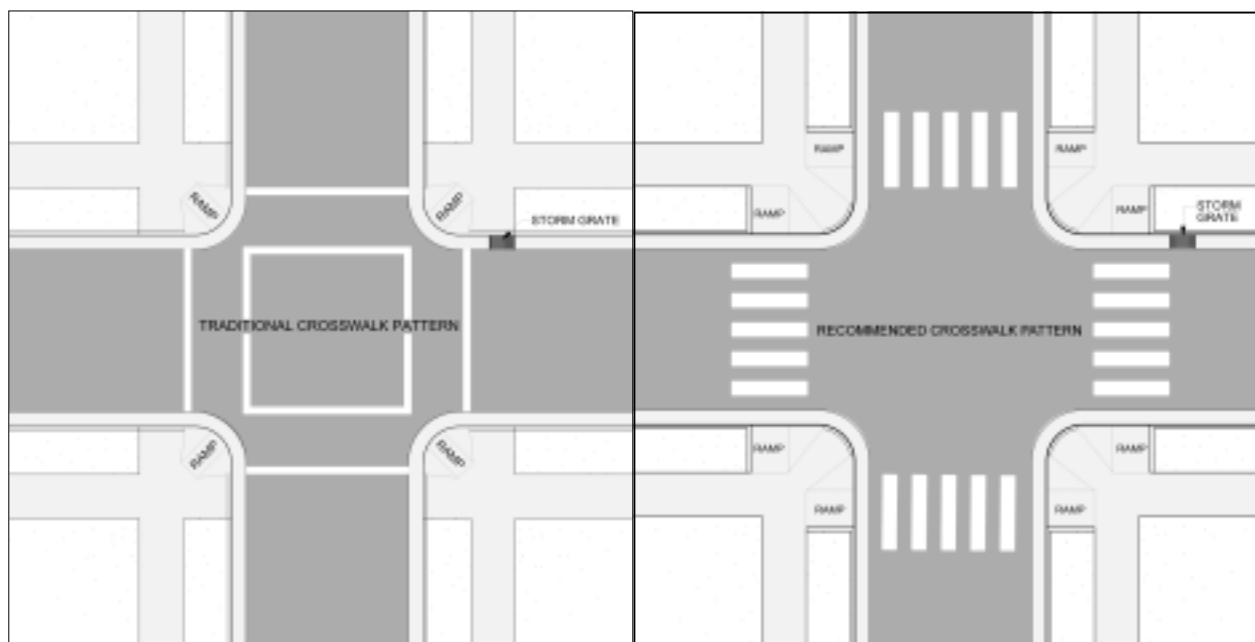 RAMP
RAMP
STORM GRATE
TRADITIONAL CROSSWALK PATTERN
RAMP
RAMP
RAMP
RAMP
RAMP
RAMP
STORM
GRATE
RECOMMENDED CROSSWALK PATTERN
RAMP
RAMP
RAMP
RAMP